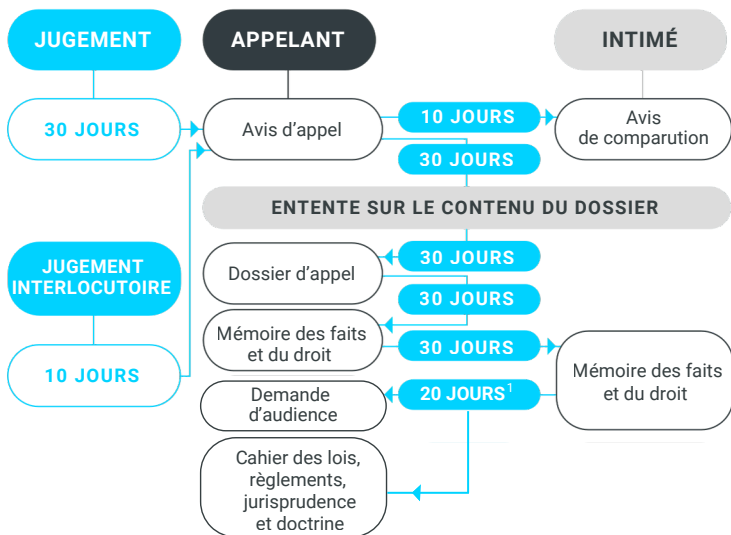 JUGEMENT
APPELANT
INTIMÉ
30 JOURS
Avis d’appel
10 JOURS
Avis
de comparution
30 JOURS
ENTENTE SUR LE CONTENU DU DOSSIER
JUGEMENT
INTERLOCUTOIRE
10 JOURS
30 JOURS
Dossier d’appel
30 JOURS
Mémoire des faits
et du droit
30 JOURS
Mémoire des faits
et du droit
20 JOURS¹
Demande
d’audience
Cahier des lois,
règlements,
jurisprudence
et doctrine